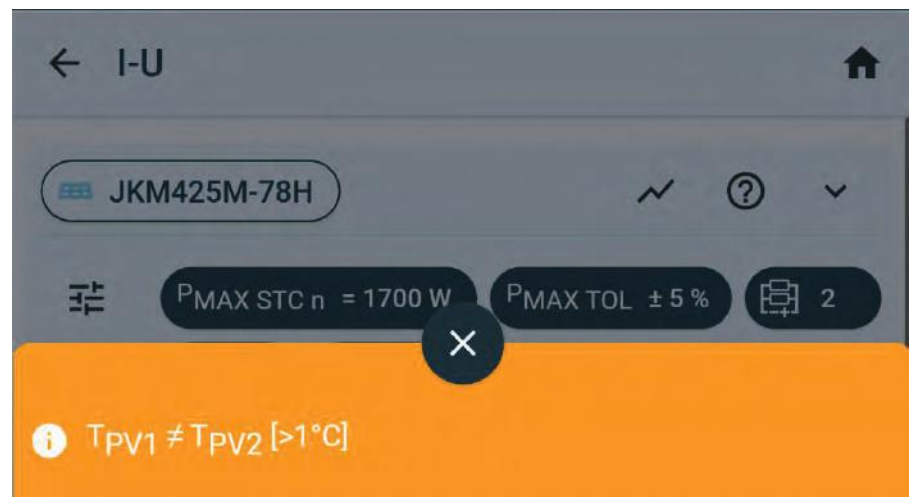 I-U
JKM425M-78H
PMAX STC n = 1700 W PMAX TOL ± 5 % 2
TPV1 ≠ TPV2 [>1°C]